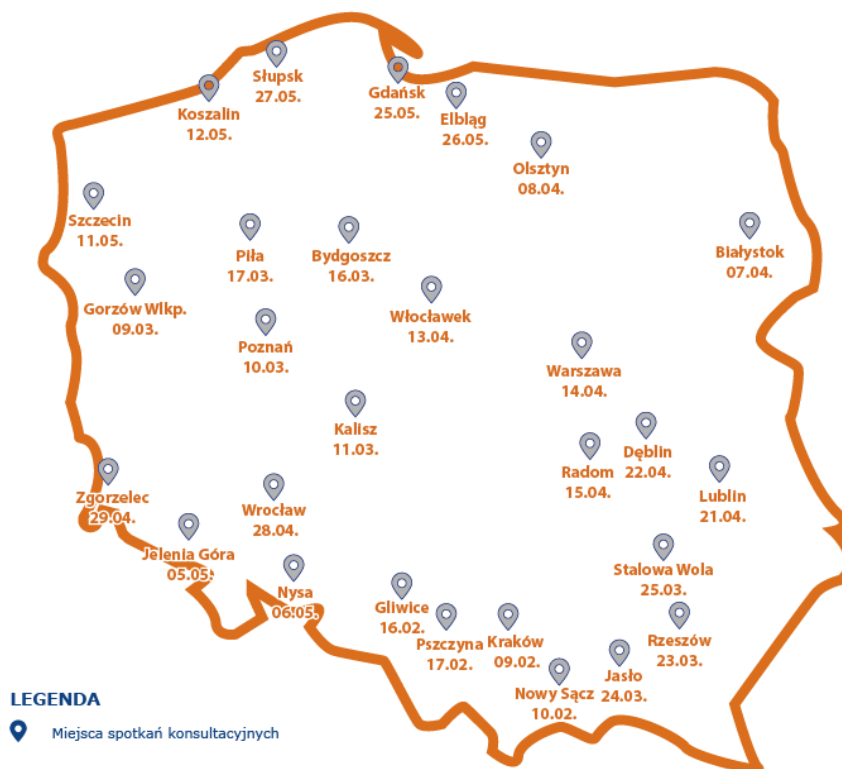 Słupsk
27.05.
Gdańsk
25.05.
Koszalin
12.05.
Elbląg
26.05.
Olsztyn
08.04.
Szczecin
11.05.
Piła
17.03.
Bydgoszcz
16.03.
Białystok
07.04.
Gorzów Wlkp.
09.03.
Włocławek
13.04.
Poznań
10.03.
Warszawa
14.04.
Kalisz
11.03.
Dęblin
22.04.
Radom
15.04.
Lublin
21.04.
Zgorzelec
29.04.
Wrocław
28.04.
Jelenia Góra
05.05.
Stalowa Wola
25.03.
Nysa
06.05.
Gliwice
16.02.
Pszczyna
17.02.
Kraków
09.02.
Rzeszów
23.03.
Jasło
24.03.
Nowy Sącz
10.02.
LEGENDA
Miejsca spotkań konsultacyjnych